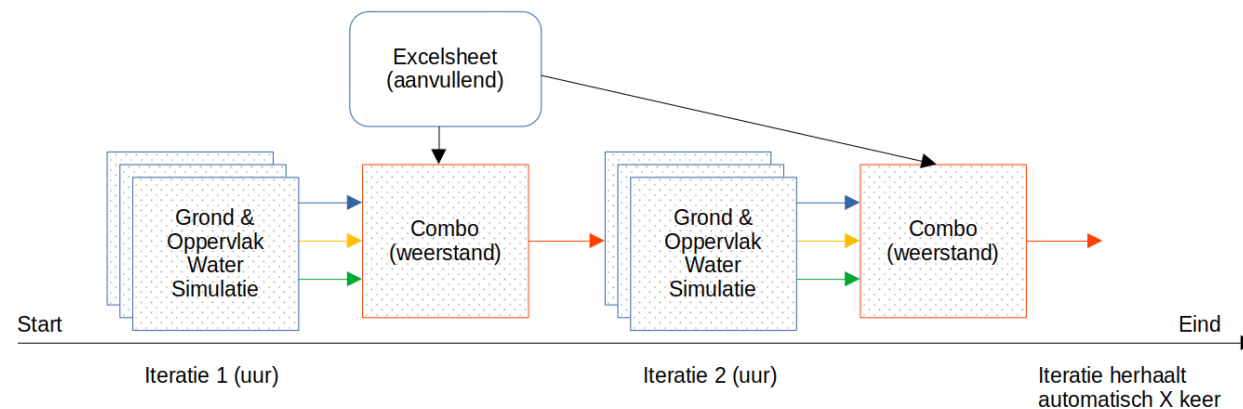 Excelsheet
(aanvullend)
Grond &
Oppervlak
Water
Simulatie
Combo
(weerstand)
Grond &
Oppervlak
Water
Simulatie
Combo
(weerstand)
Start
Eind
Iteratie 1 (uur)
Iteratie 2 (uur)
Iteratie herhaalt
automatisch X keer